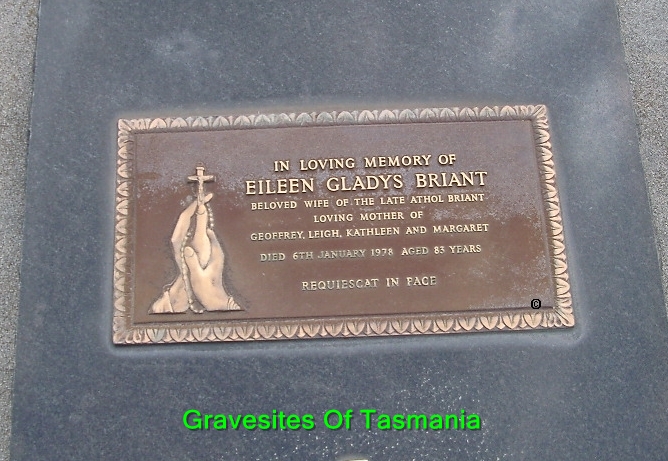 IN LOVING MEMORY OF
EILEEN GLADYS BRIANT
BELOVED WIFE OF THE LATE ATHOL BRIANT
LOVING MOTHER OF
GEOFFREY, LEIGH, KATHLEEN AND MARGARET
DIED 6TH JANUARY 1978 AGED 83 YEARS
REQUIESCAT IN PACE
©
Gravesites Of Tasmania